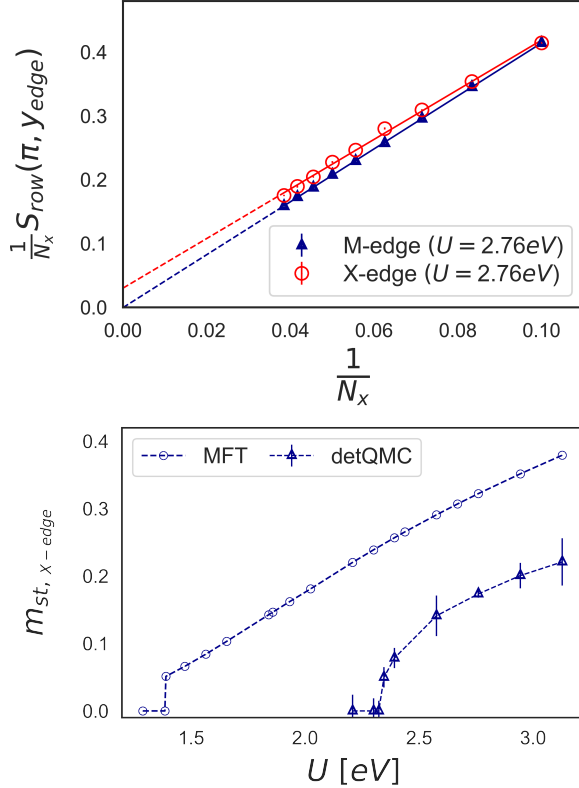 0.4
0.3
0.2
0.1
0.0
1/N_x S_row(π, y_edge)
M-edge (U = 2.76eV)
X-edge (U = 2.76eV)
0.00 0.02 0.04 0.06 0.08 0.10
1/N_x
0.4
0.3
0.2
0.1
0.0
m_st, X−edge
MFT detQMC
1.5 2.0 2.5 3.0
U [eV]